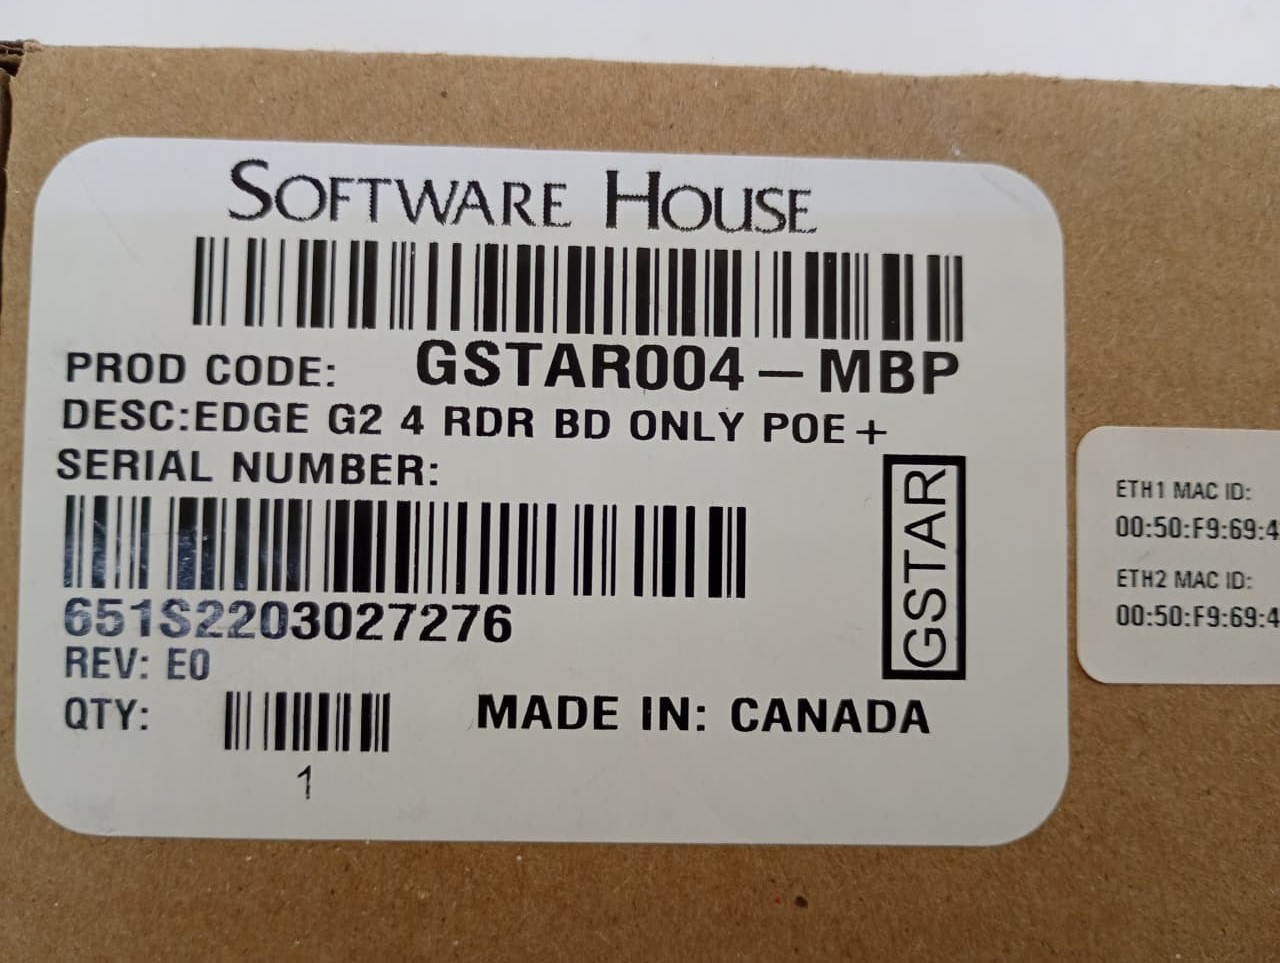 SOFTWARE HOUSE
PROD CODE: GSTAR004-MBP
DESC:EDGE G2 4 RDR BD ONLY POE+
SERIAL NUMBER:
651S2203027276
REV: E0
QTY:
1
MADE IN: CANADA
GSTAR
ETH1 MAC ID:
00:50:F9:69:4
ETH2 MAC ID:
00:50:F9:69:4